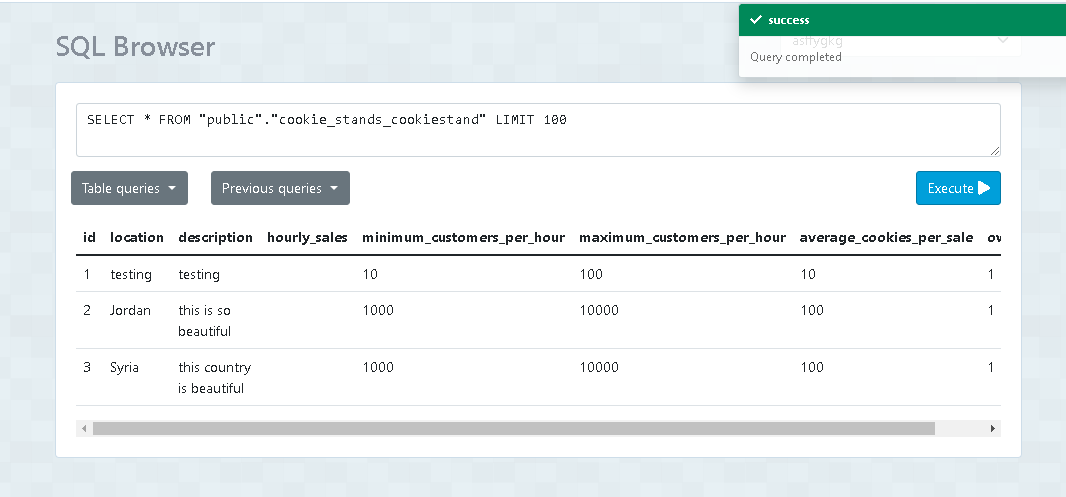 SQL Browser
success
Query completed
SELECT * FROM "public"."cookie_stands_cookiestand" LIMIT 100
Table queries
Previous queries
Execute
id location description hourly_sales minimum_customers_per_hour maximum_customers_per_hour average_cookies_per_sale ov
1 testing testing 10 100 10 1
2 Jordan this is so 1000 10000 100 1
beautiful
3 Syria this country 1000 10000 100 1
is beautiful